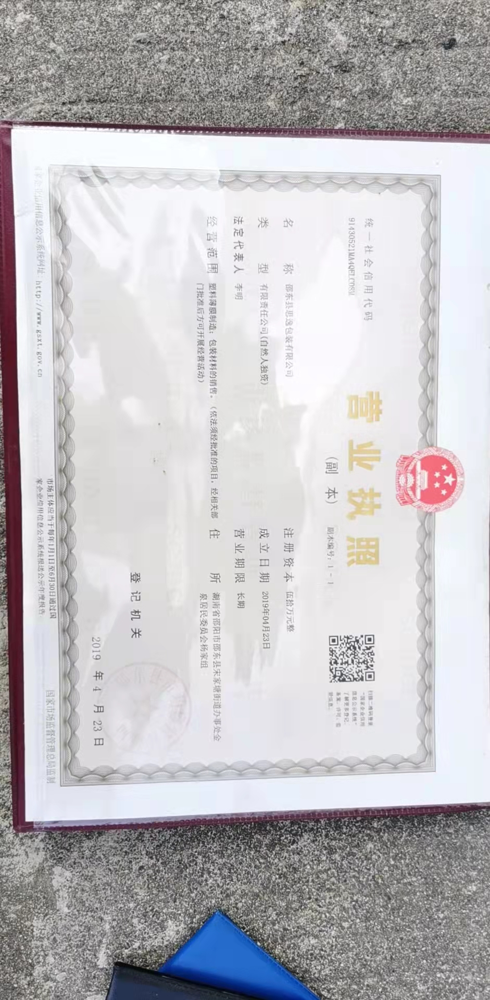 统一社会信用代码
91430521MA4QELCD8M
营业执照
(副 本)
副本编号: 1 - 1
扫描二维码登录
“国家企业信用
信息公示系统”
了解更多登记、
备案、许可、监
管信息。
名 称 邵东县思逸包装有限公司
类 型 有限责任公司(自然人独资)
法定代表人 李明
经营范围 塑料薄膜制造；包装材料的销售。（依法须经批准的项目，经相关部
门批准后方可开展经营活动）
注册资本 伍拾万元整
成立日期 2019年04月23日
营业期限 长期
住 所 湖南省邵阳市邵东县宋家塘街道办事处金
泉居民委员会杨家组
登记机关
2019 年 4 月 23 日
国家企业信用信息公示系统网址: http://www.gsxt.gov.cn
市场主体应当于每年1月1日至6月30日通过国
家企业信用信息公示系统报送公示年度报告
国家市场监督管理总局监制